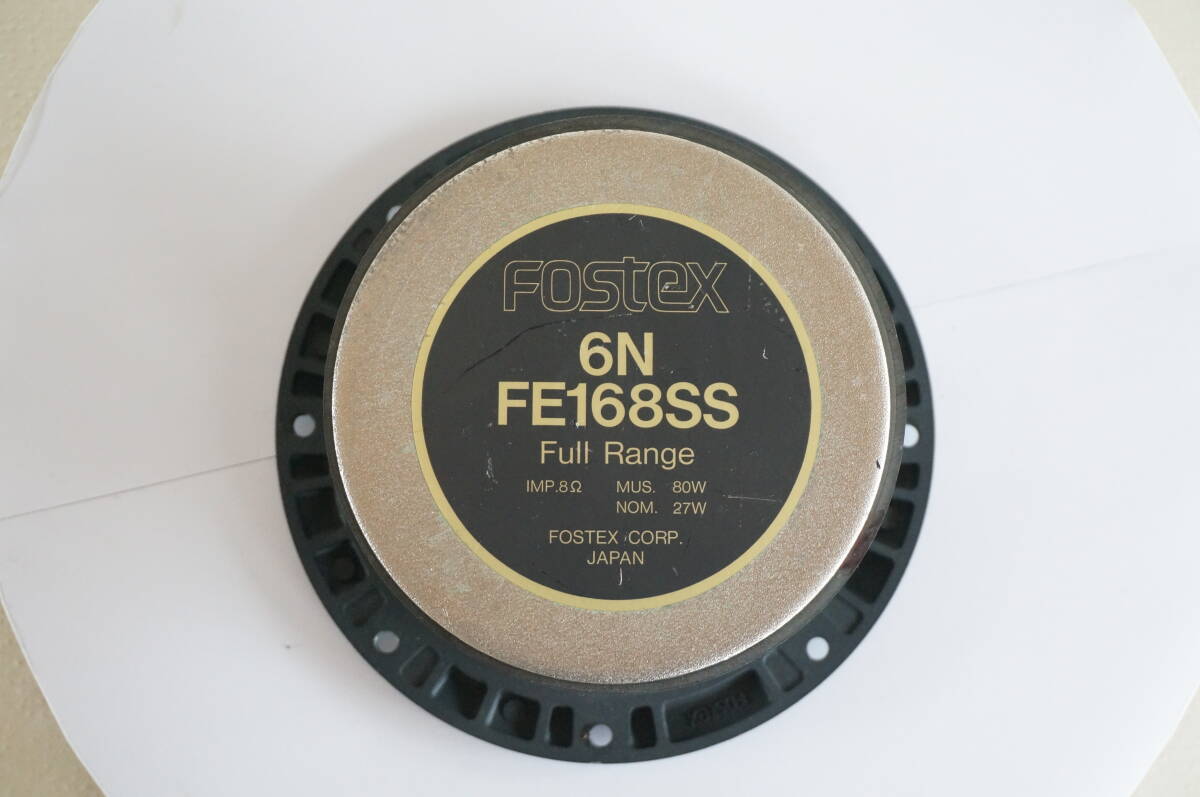 FOSTEX
6N
FE168SS
Full Range
IMP.8Ω MUS. 80W
NOM. 27W
FOSTEX CORP.
JAPAN